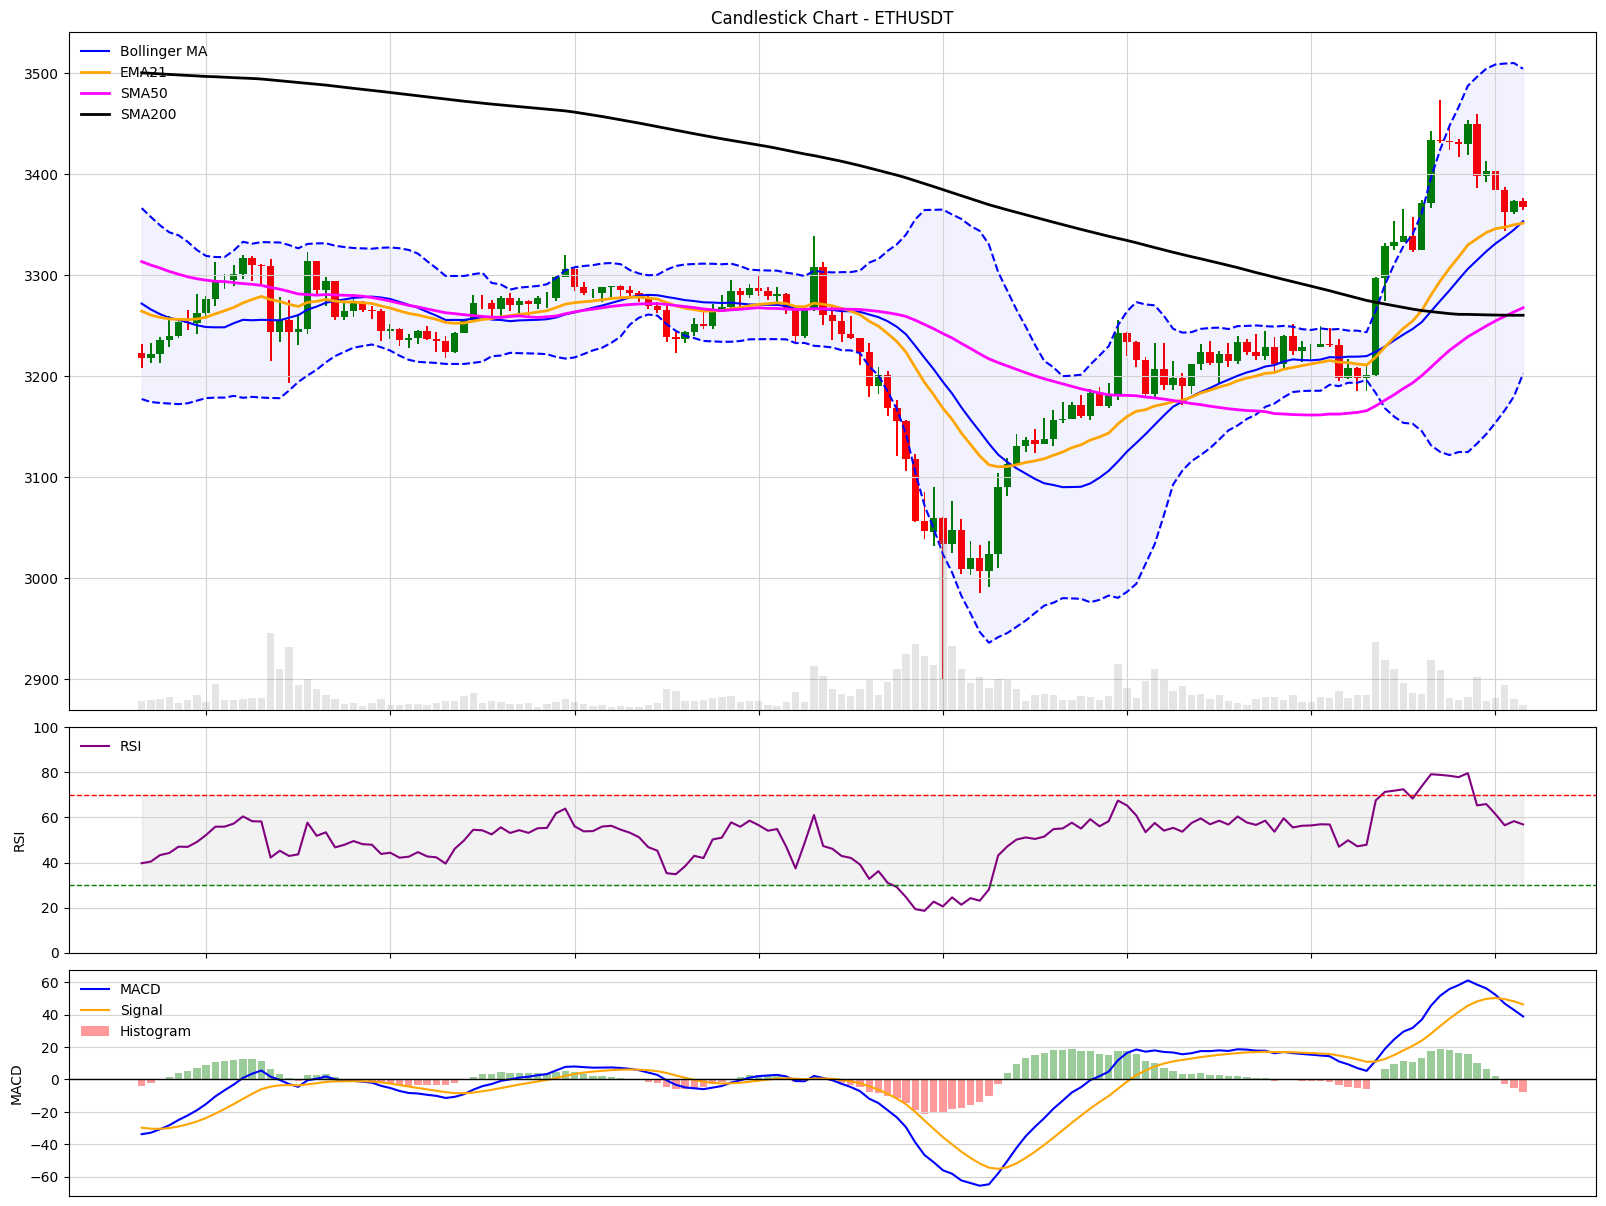 Candlestick Chart - ETHUSDT
Bollinger MA
EMA21
SMA50
SMA200
3500
3400
3300
3200
3100
3000
2900
RSI
100
80
60
40
20
0
RSI
MACD
Signal
Histogram
60
40
20
0
−20
−40
−60
MACD